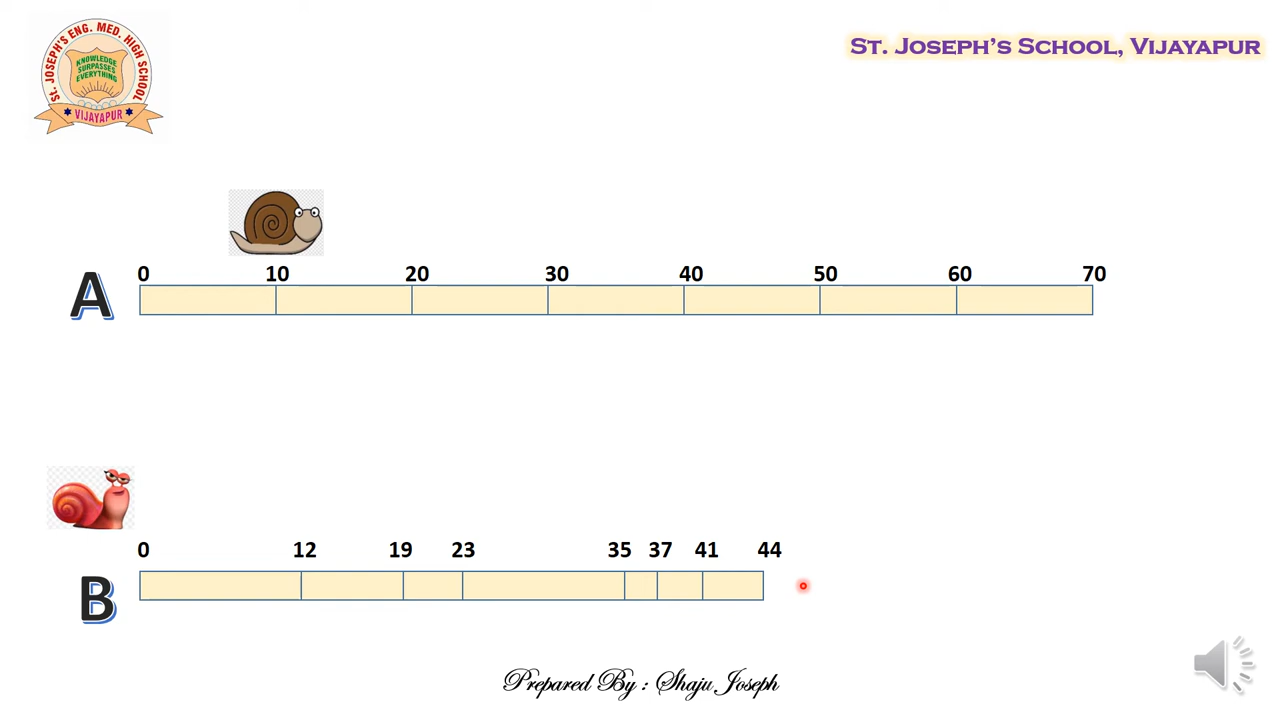 ST. JOSEPH'S ENG. MED. HIGH SCHOOL
KNOWLEDGE
SURPASSES
EVERYTHING
VIJAYAPUR
ST. JOSEPH’S SCHOOL, VIJAYAPUR
0 10 20 30 40 50 60 70
A
0 12 19 23 35 37 41 44
B
Prepared By : Shaju Joseph